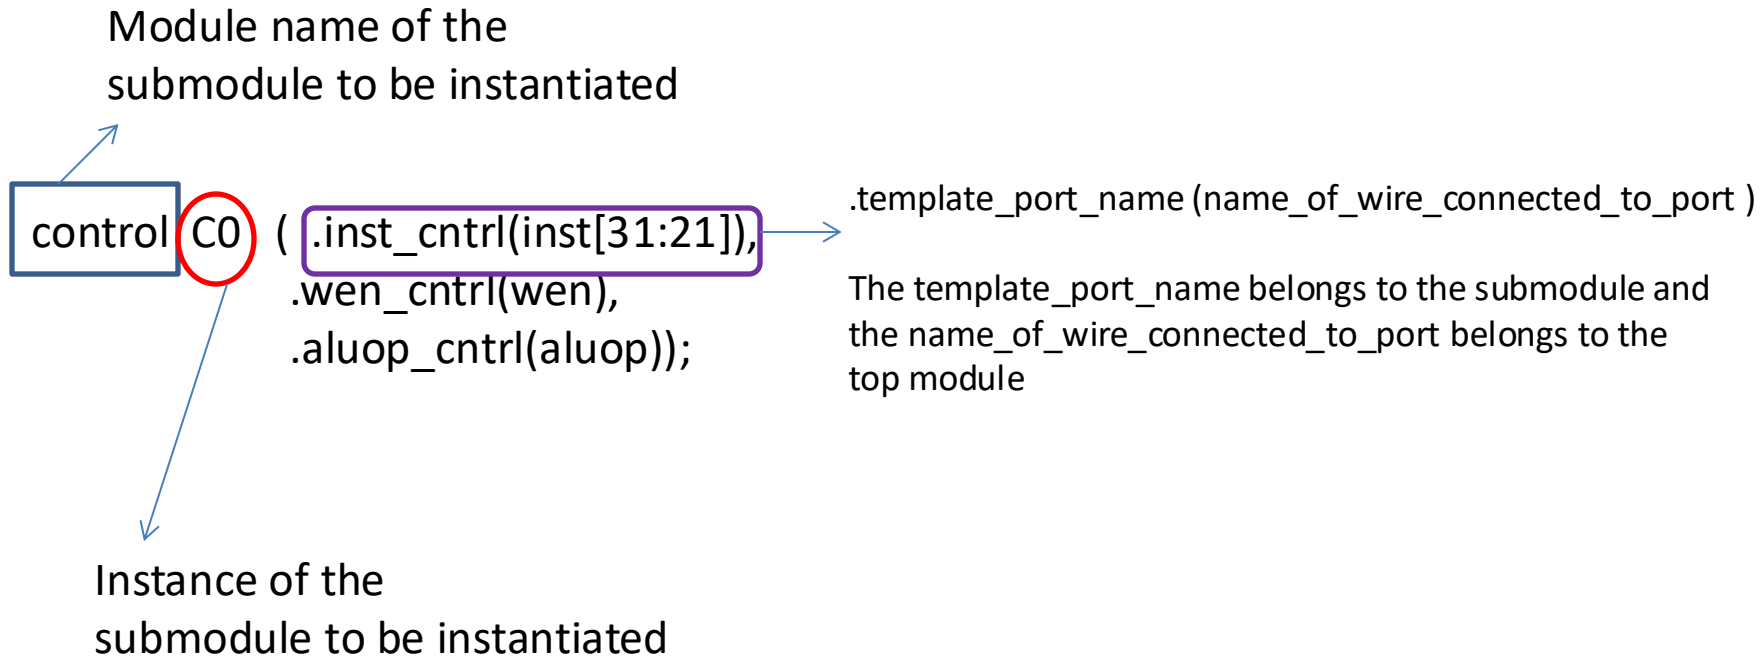 Module name of the
submodule to be instantiated
control C0 ( .inst_cntrl(inst[31:21]),
.wen_cntrl(wen),
.aluop_cntrl(aluop));
.template_port_name (name_of_wire_connected_to_port )
The template_port_name belongs to the submodule and
the name_of_wire_connected_to_port belongs to the
top module
Instance of the
submodule to be instantiated